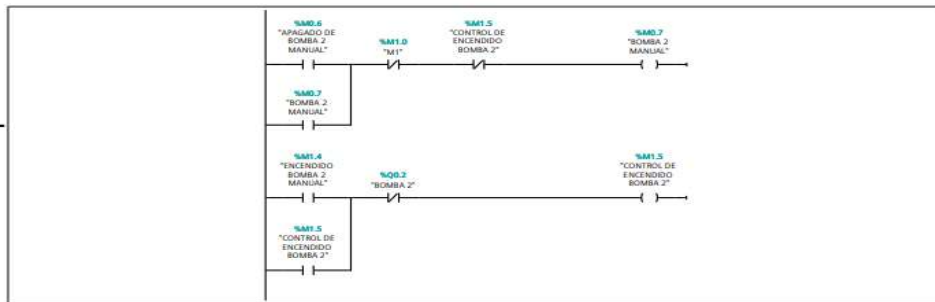 %M0.6
"APAGADO DE
BOMBA 2
MANUAL"
%M1.0
"M1"
%M1.5
"CONTROL DE
ENCENDIDO
BOMBA 2"
%M0.7
"BOMBA 2
MANUAL"
%M0.7
"BOMBA 2
MANUAL"
%M1.4
"ENCENDIDO
BOMBA 2
MANUAL"
%Q0.2
"BOMBA 2"
%M1.5
"CONTROL DE
ENCENDIDO
BOMBA 2"
%M1.5
"CONTROL DE
ENCENDIDO
BOMBA 2"